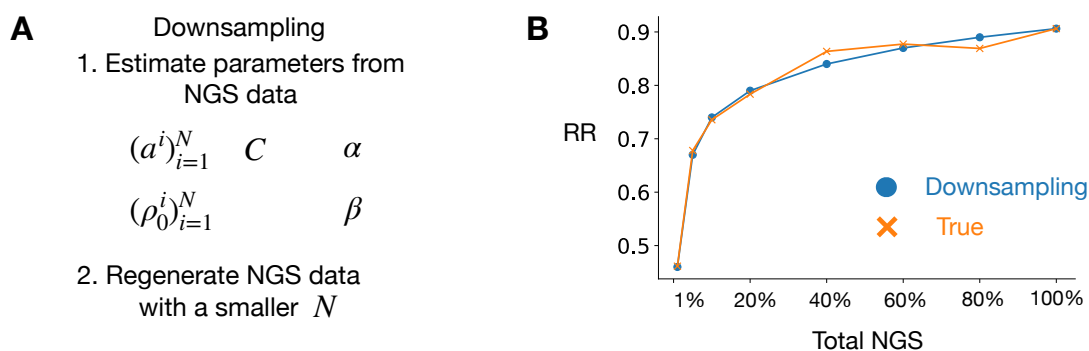 A
Downsampling
1. Estimate parameters from
NGS data
(a^i)_{i=1}^N C α
(ρ_0^i)_{i=1}^N β
2. Regenerate NGS data
with a smaller N
B
0.9
0.8
RR
0.7
0.6
0.5
Downsampling
True
1% 20% 40% 60% 80% 100%
Total NGS